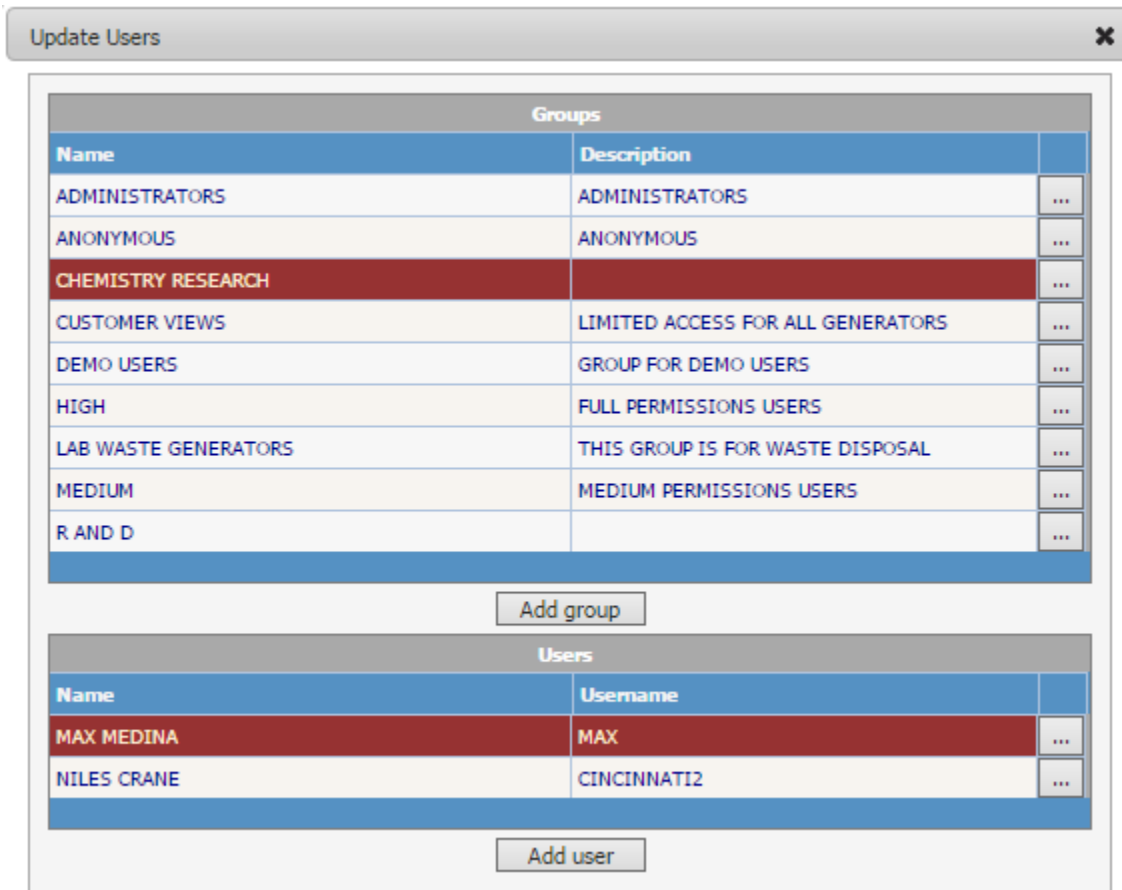 Update Users ✖
Groups
Name Description
ADMINISTRATORS ADMINISTRATORS ...
ANONYMOUS ANONYMOUS ...
CHEMISTRY RESEARCH ...
CUSTOMER VIEWS LIMITED ACCESS FOR ALL GENERATORS ...
DEMO USERS GROUP FOR DEMO USERS ...
HIGH FULL PERMISSIONS USERS ...
LAB WASTE GENERATORS THIS GROUP IS FOR WASTE DISPOSAL ...
MEDIUM MEDIUM PERMISSIONS USERS ...
R AND D ...
Add group
Users
Name Username
MAX MEDINA MAX ...
NILES CRANE CINCINNATI2 ...
Add user